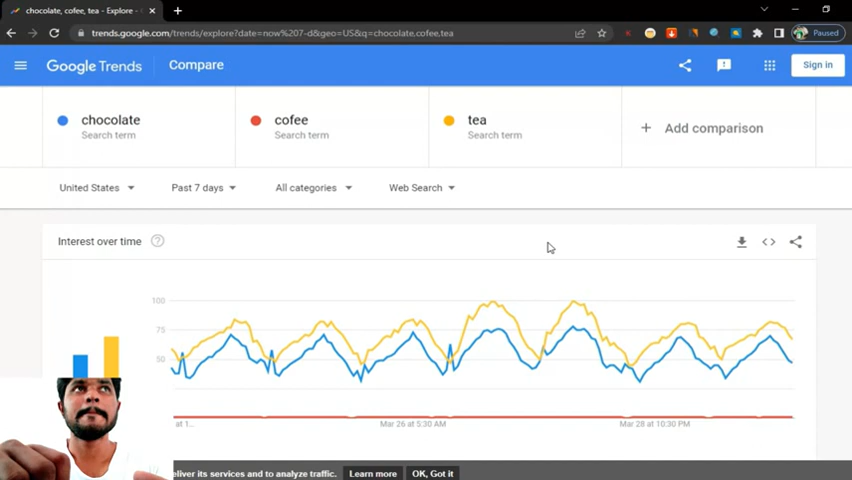 chocolate, cofee, tea - Explore -
trends.google.com/trends/explore?date=now%207-d&geo=US&q=chocolate,cofee,tea
Paused
Google Trends
Compare
Sign in
chocolate
Search term
cofee
Search term
tea
Search term
+ Add comparison
United States
Past 7 days
All categories
Web Search
Interest over time
100
75
50
at 1...
Mar 26 at 5:30 AM
Mar 28 at 10:30 PM
eliver its services and to analyze traffic.
Learn more
OK, Got it